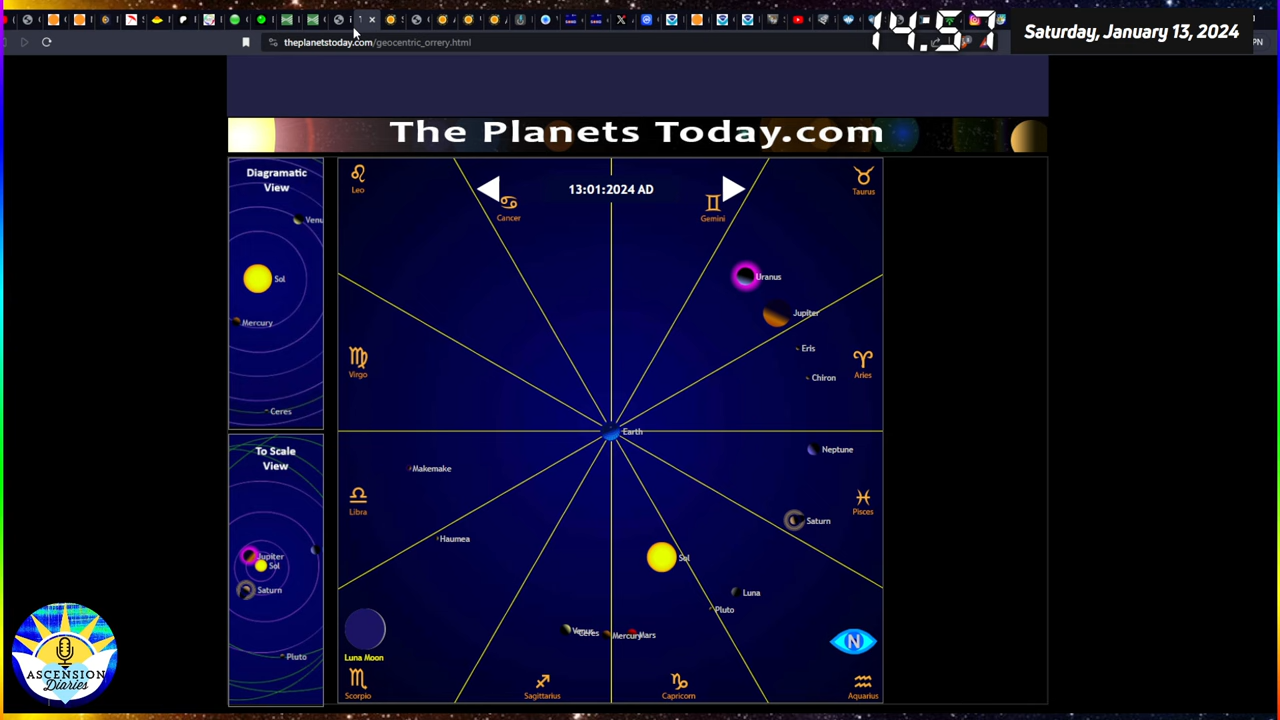 14:57
Saturday, January 13, 2024
theplanetstoday.com/geocentric_orrery.html
The Planets Today.com
Diagramatic
View
Venu
Sol
Mercury
Ceres
To Scale
View
Jupiter
Sol
Saturn
Pluto
13:01:2024 AD
Leo
Cancer
Gemini
Taurus
Uranus
Jupiter
Eris
Virgo
Aries
Chiron
Earth
Neptune
Makemake
Libra
Pisces
Saturn
Haumea
Sol
Luna
Pluto
Venus
Ceres
Mercury
Mars
N
Luna Moon
Scorpio
Sagittarius
Capricorn
Aquarius
ASCENSION
Diaries